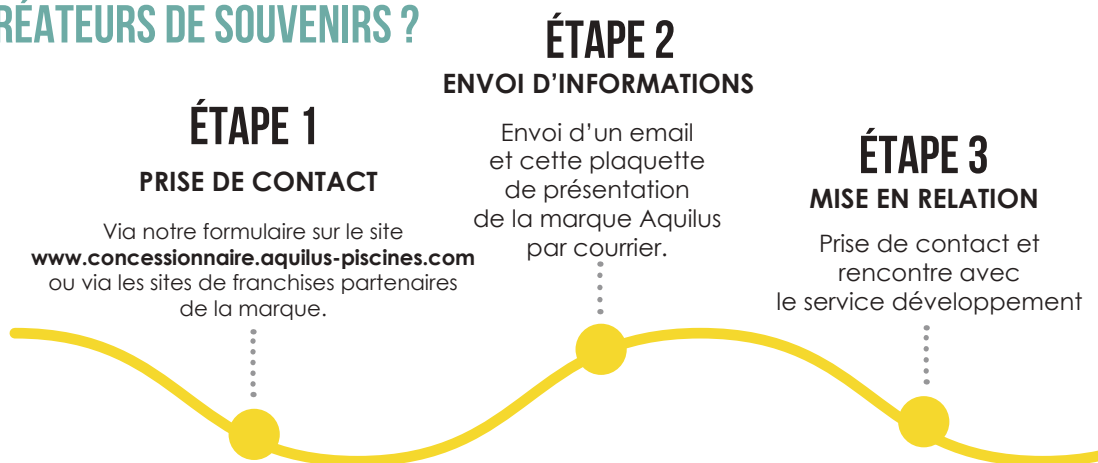 RÉATEURS DE SOUVENIRS ?
ÉTAPE 1
PRISE DE CONTACT
Via notre formulaire sur le site
www.concessionnaire.aquilus-piscines.com
ou via les sites de franchises partenaires
de la marque.
ÉTAPE 2
ENVOI D’INFORMATIONS
Envoi d’un email
et cette plaquette
de présentation
de la marque Aquilus
par courrier.
ÉTAPE 3
MISE EN RELATION
Prise de contact et
rencontre avec
le service développement